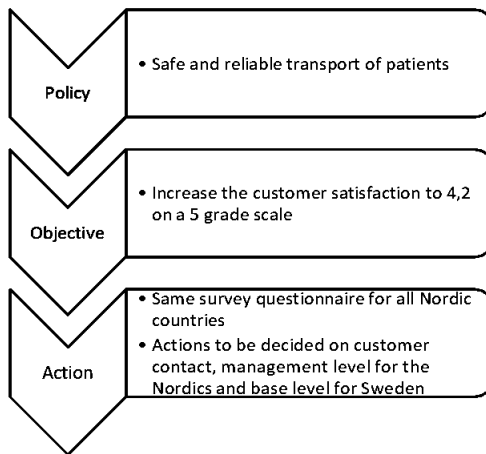 Policy
• Safe and reliable transport of patients
Objective
• Increase the customer satisfaction to 4,2
on a 5 grade scale
Action
• Same survey questionnaire for all Nordic
countries
• Actions to be decided on customer
contact, management level for the
Nordics and base level for Sweden